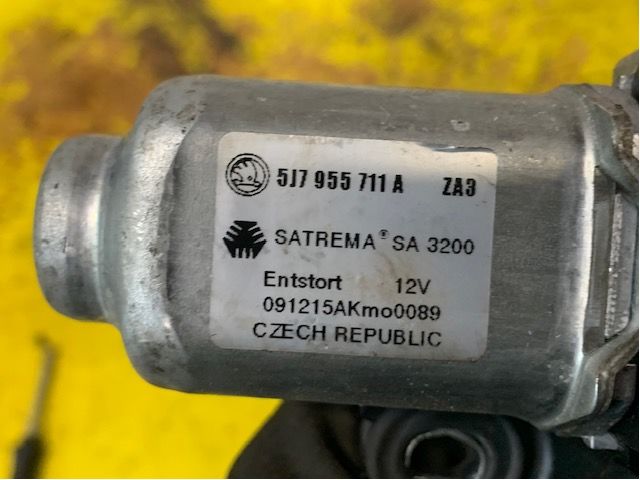 5J7 955 711 A ZA3
SATREMA® SA 3200
Entstort 12V
091215AKmo0089
CZECH REPUBLIC